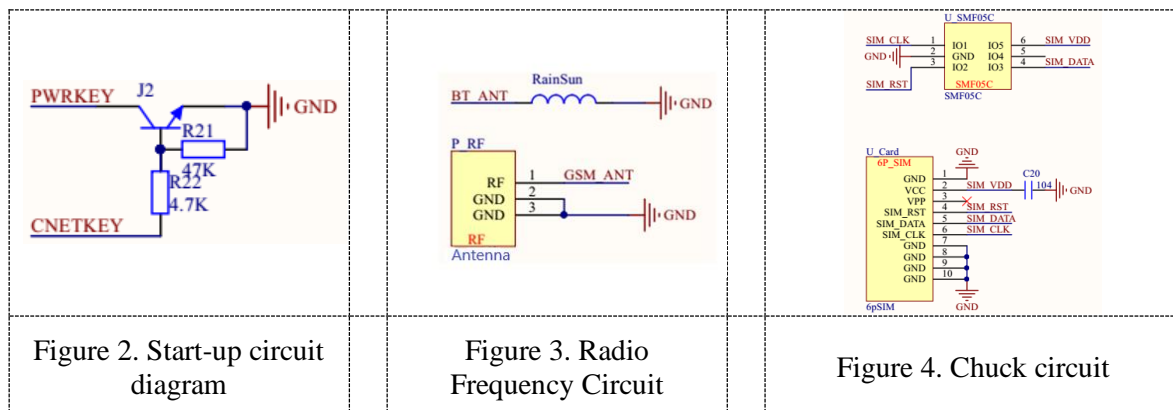 PWRKEY
J2
GND
R21
47K
R22
4.7K
CNETKEY
Figure 2. Start-up circuit
diagram
RainSun
BT_ANT
GND
P_RF
RF 1 GSM_ANT
GND 2
GND 3
GND
RF
Antenna
Figure 3. Radio
Frequency Circuit
U_SMF05C
SIM_CLK 1 IO1 IO5 6 SIM_VDD
GND 2 GND IO4 5
3 IO2 IO3 4 SIM_DATA
SIM_RST
SMF05C
SMF05C
U_Card
6P_SIM
GND
GND 1
VCC 2 SIM_VDD
C20
104
GND
VPP 3
SIM_RST 4 SIM_RST
SIM_DATA 5 SIM_DATA
SIM_CLK 6 SIM_CLK
GND 7
GND 8
GND 9
GND 10
GND
6pSIM
Figure 4. Chuck circuit